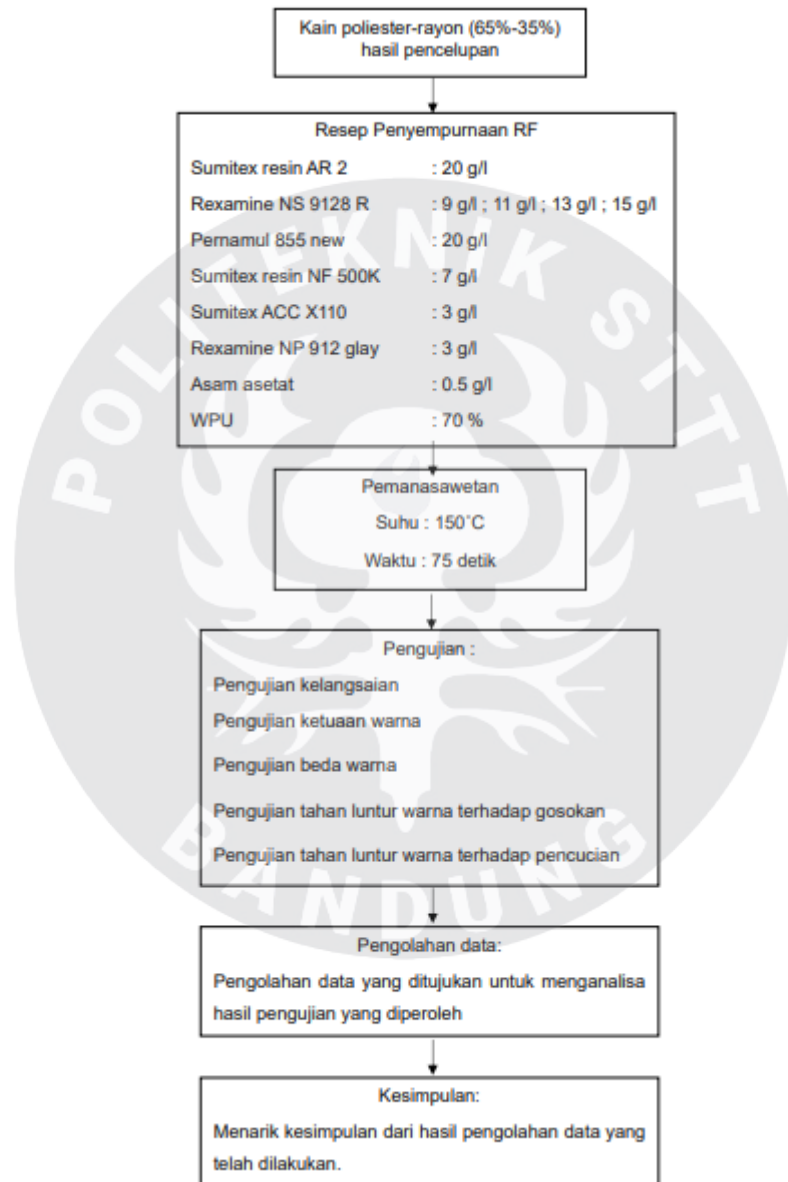 Kain poliester-rayon (65%-35%)
hasil pencelupan
Resep Penyempurnaan RF
Sumitex resin AR 2 : 20 g/l
Rexamine NS 9128 R : 9 g/l ; 11 g/l ; 13 g/l ; 15 g/l
Pernamul 855 new : 20 g/l
Sumitex resin NF 500K : 7 g/l
Sumitex ACC X110 : 3 g/l
Rexamine NP 912 glay : 3 g/l
Asam asetat : 0.5 g/l
WPU : 70 %
Pemanasawetan
Suhu : 150˚C
Waktu : 75 detik
Pengujian :
Pengujian kelangsaian
Pengujian ketuaan warna
Pengujian beda warna
Pengujian tahan luntur warna terhadap gosokan
Pengujian tahan luntur warna terhadap pencucian
Pengolahan data:
Pengolahan data yang ditujukan untuk menganalisa
hasil pengujian yang diperoleh
Kesimpulan:
Menarik kesimpulan dari hasil pengolahan data yang
telah dilakukan.
POLITEKNIK STTT
BANDUNG